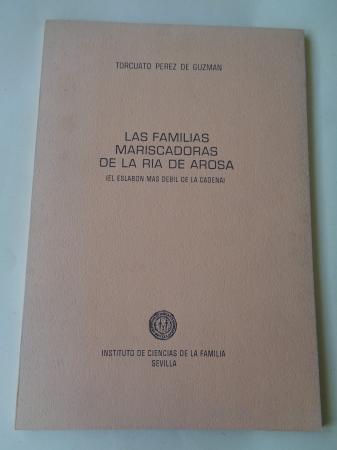 TORCUATO PEREZ DE GUZMAN
LAS FAMILIAS
MARISCADORAS
DE LA RIA DE AROSA
(EL ESLABON MAS DEBIL DE LA CADENA)
INSTITUTO DE CIENCIAS DE LA FAMILIA
SEVILLA